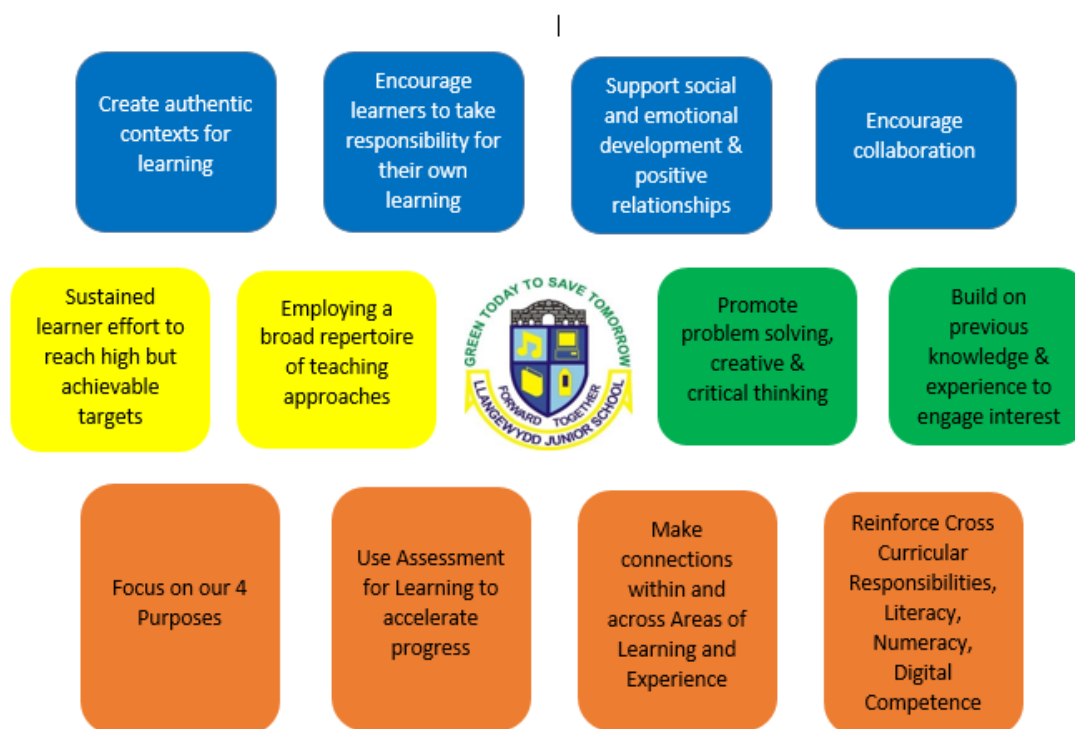 Create authentic
contexts for
learning
Encourage
learners to take
responsibility for
their own
learning
Support social
and emotional
development &
positive
relationships
Encourage
collaboration
Sustained
learner effort to
reach high but
achievable
targets
Employing a
broad repertoire
of teaching
approaches
GREEN TODAY TO SAVE TOMORROW
FORWARD TOGETHER
LLANGEWYDD JUNIOR SCHOOL
Promote
problem solving,
creative &
critical thinking
Build on
previous
knowledge &
experience to
engage interest
Focus on our 4
Purposes
Use Assessment
for Learning to
accelerate
progress
Make
connections
within and
across Areas of
Learning and
Experience
Reinforce Cross
Curricular
Responsibilities,
Literacy,
Numeracy,
Digital
Competence